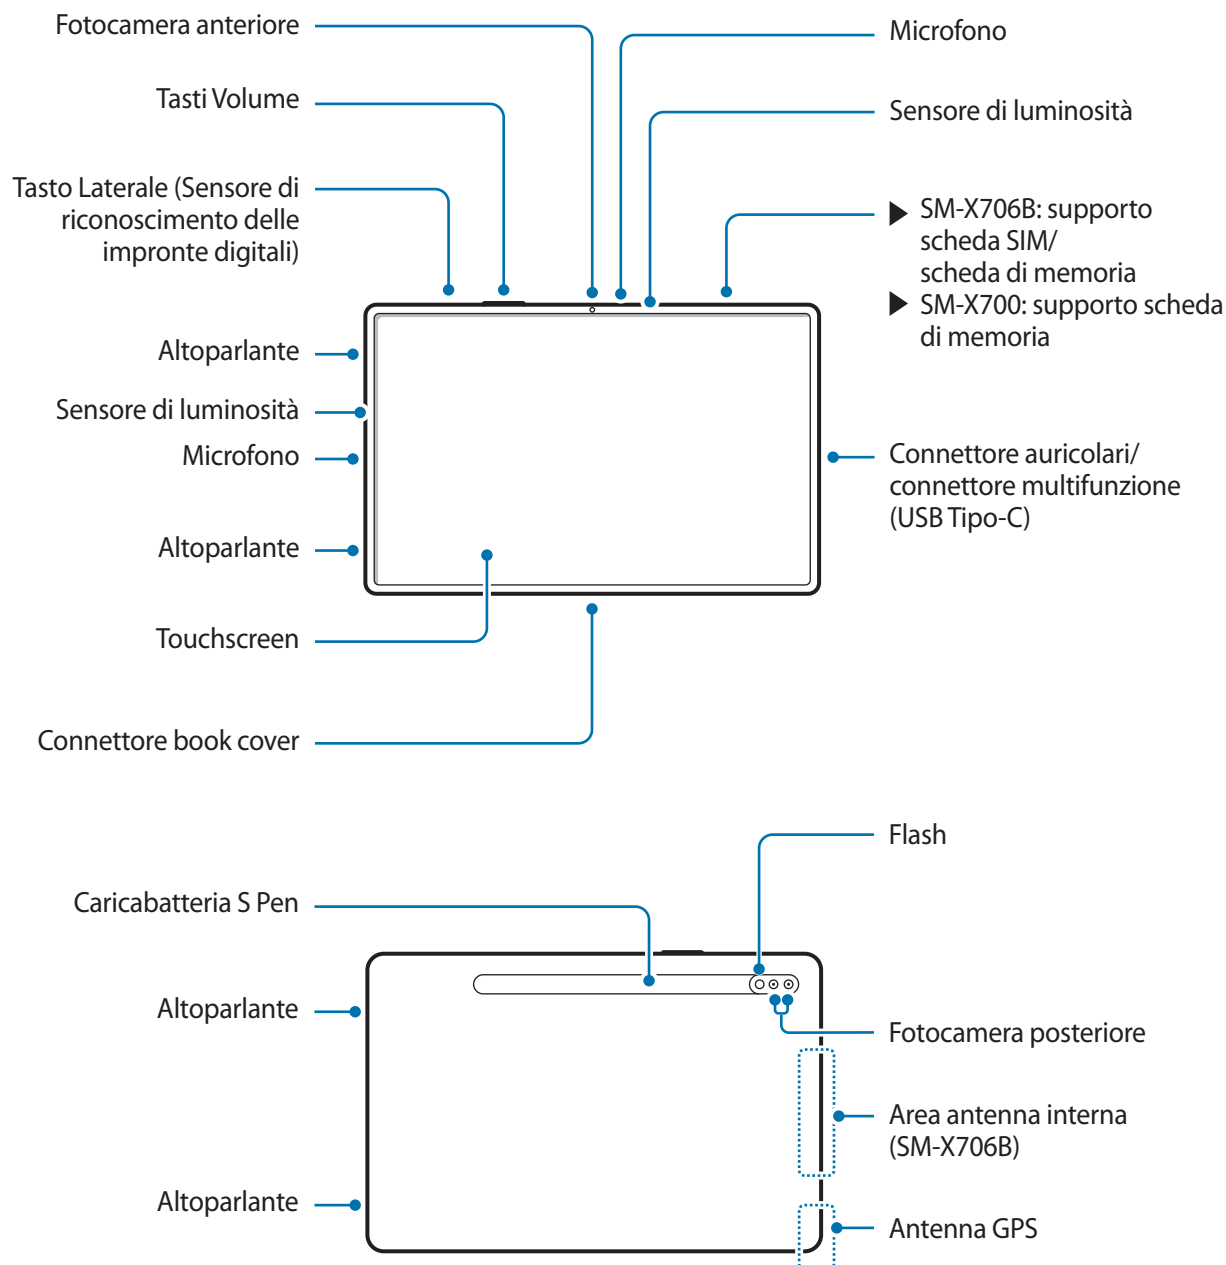 Fotocamera anteriore
Tasti Volume
Tasto Laterale (Sensore di
riconoscimento delle
impronte digitali)
Altoparlante
Sensore di luminosità
Microfono
Altoparlante
Touchscreen
Connettore book cover
Microfono
Sensore di luminosità
▶ SM-X706B: supporto
scheda SIM/
scheda di memoria
▶ SM-X700: supporto scheda
di memoria
Connettore auricolari/
connettore multifunzione
(USB Tipo-C)
Caricabatteria S Pen
Altoparlante
Altoparlante
Flash
Fotocamera posteriore
Area antenna interna
(SM-X706B)
Antenna GPS